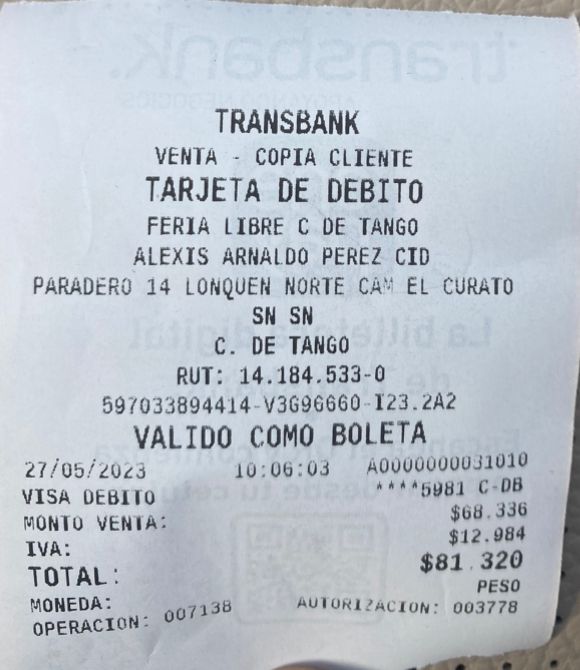 TRANSBANK
VENTA - COPIA CLIENTE
TARJETA DE DEBITO
FERIA LIBRE C DE TANGO
ALEXIS ARNALDO PEREZ CID
PARADERO 14 LONQUEN NORTE CAM EL CURATO
SN SN
C. DE TANGO
RUT: 14.184.533-0
597033894414-V3G96660-I23.2A2
VALIDO COMO BOLETA
27/05/2023 10:06:03 A0000000031010
VISA DEBITO ****5981 C-DB
MONTO VENTA: $68.336
IVA: $12.984
TOTAL: $81.320
MONEDA: PESO
OPERACION: 007138 AUTORIZACION: 003778